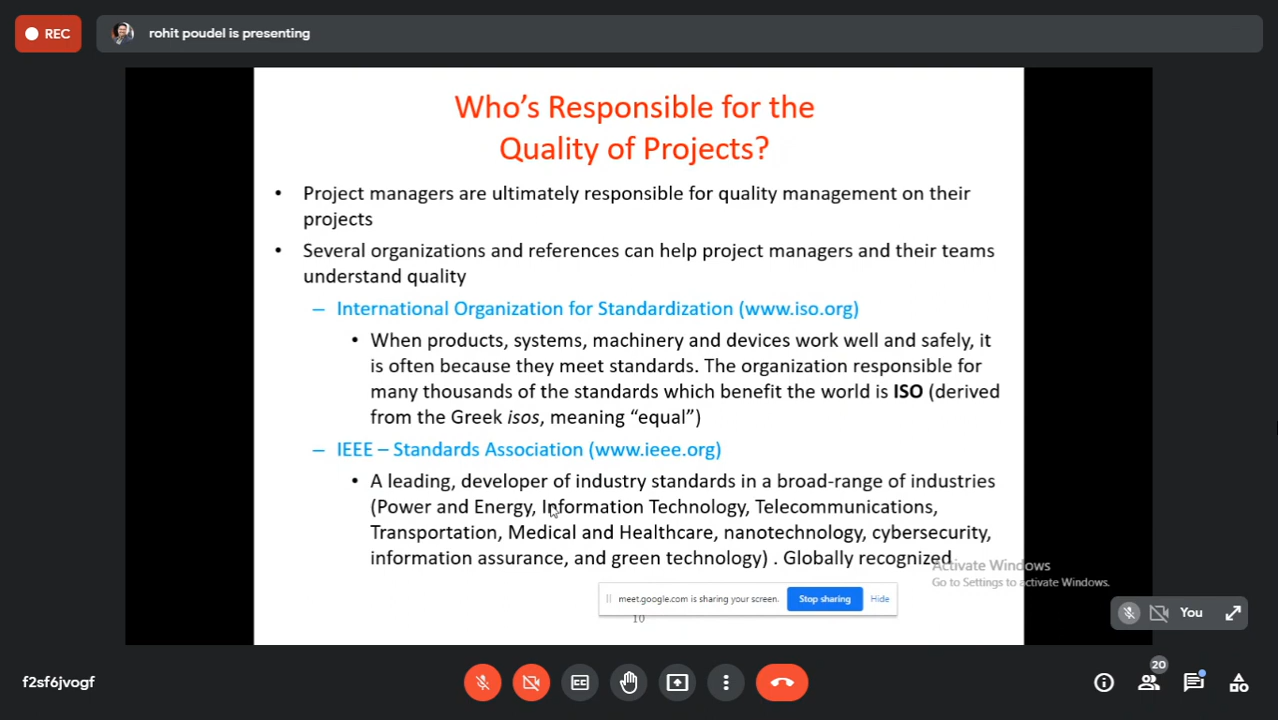 REC
rohit poudel is presenting
Who's Responsible for the
Quality of Projects?
• Project managers are ultimately responsible for quality management on their
projects
• Several organizations and references can help project managers and their teams
understand quality
– International Organization for Standardization (www.iso.org)
• When products, systems, machinery and devices work well and safely, it
is often because they meet standards. The organization responsible for
many thousands of the standards which benefit the world is ISO (derived
from the Greek isos, meaning “equal”)
– IEEE – Standards Association (www.ieee.org)
• A leading, developer of industry standards in a broad-range of industries
(Power and Energy, Information Technology, Telecommunications,
Transportation, Medical and Healthcare, nanotechnology, cybersecurity,
information assurance, and green technology) . Globally recognized
Activate Windows
Go to Settings to activate Windows.
meet.google.com is sharing your screen.
Stop sharing
Hide
10
You
f2sf6jvogf
CC
20